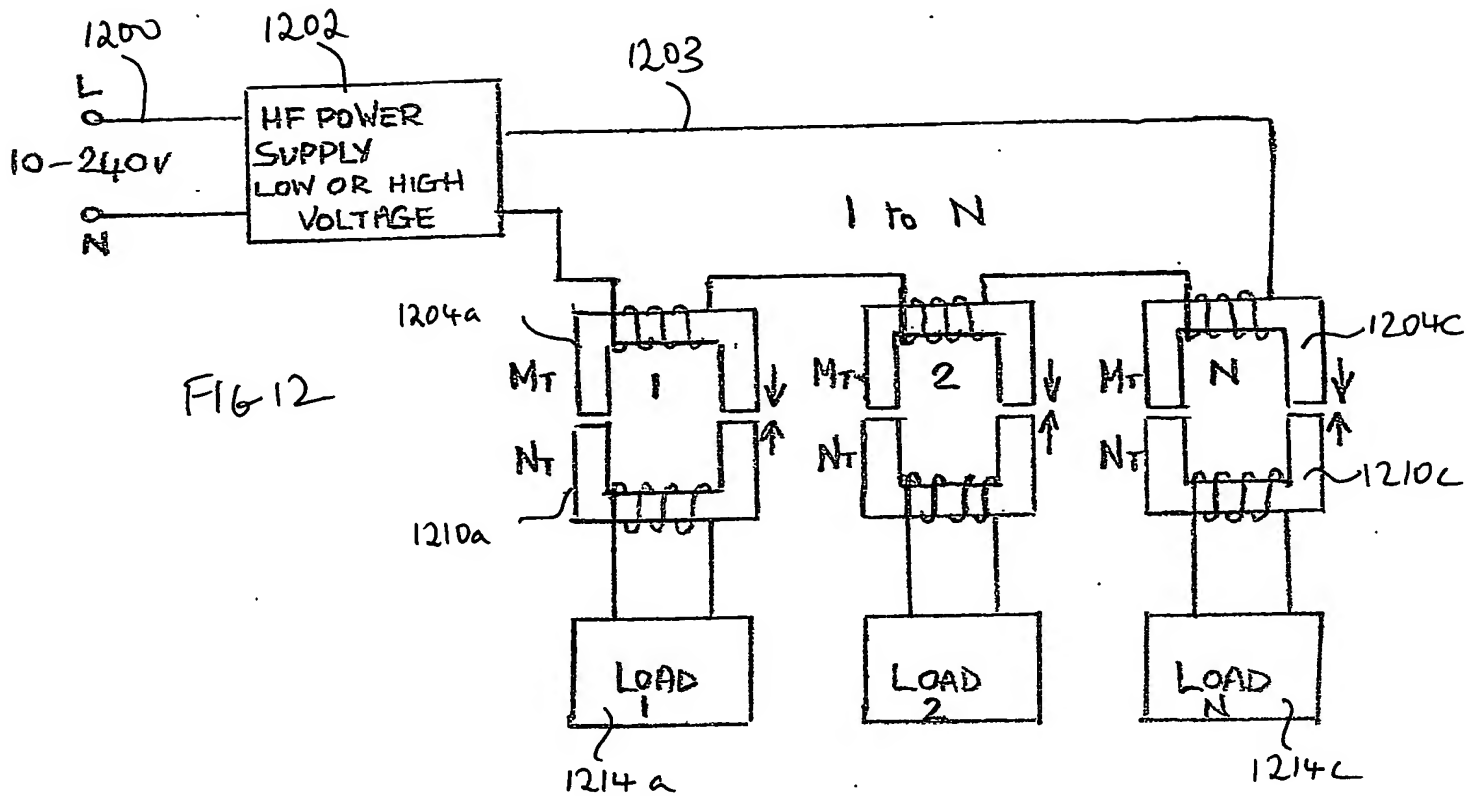 1200
1202
1203
L
10-240V
N
HF POWER
SUPPLY
LOW OR HIGH
VOLTAGE
1 to N
FIG 12
1204a
1204c
MT
1
MT
2
MT
N
NT
NT
NT
1210a
1210c
LOAD
1
LOAD
2
LOAD
N
1214a
1214c